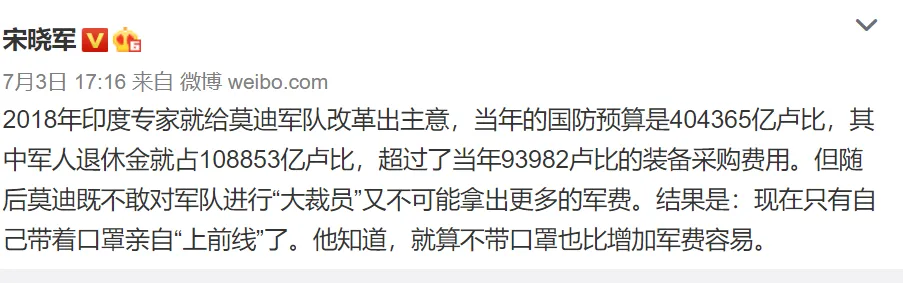 宋晓军
7月3日 17:16 来自 微博 weibo.com
2018年印度专家就给莫迪军队改革出主意，当年的国防预算是404365亿卢比，其
中军人退休金就占108853亿卢比，超过了当年93982卢比的装备采购费用。但随
后莫迪既不敢对军队进行“大裁员”又不可能拿出更多的军费。结果是：现在只有自
己带着口罩亲自“上前线”了。他知道，就算不带口罩也比增加军费容易。